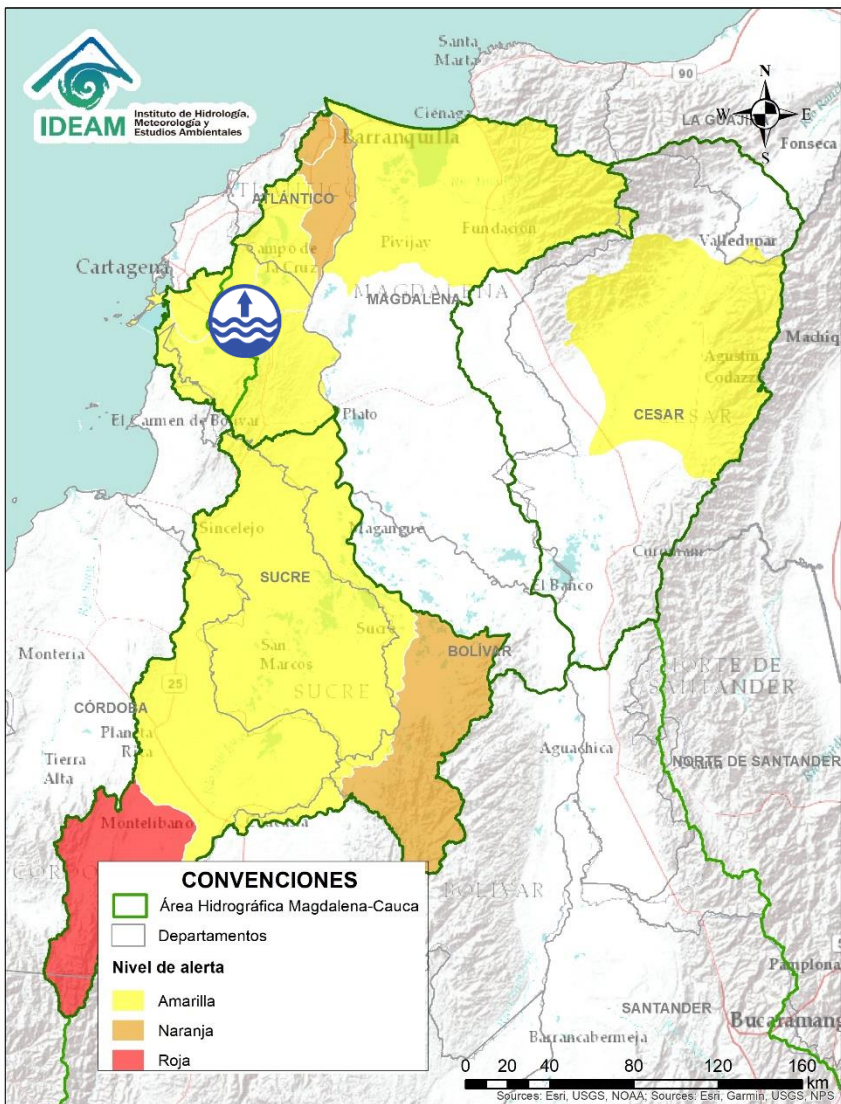 IDEAM
Instituto de Hidrología,
Meteorología y
Estudios Ambientales
Santa
Marta
90
N
W
E
S
Ciénaga
LA GUAJIRA
Fonseca
Barranquilla
ATLÁNTICO
Valledupar
Cartagena
Campo de
la Cruz
Pivijay
Fundación
MAGDALENA
MAGDALENA
Agustín
Codazzi
CESAR
CESAR
El Carmen de Bolívar
Plato
Sincelejo
Magangué
SUCRE
El Banco
Sucre
San
Marcos
BOLÍVAR
Montería
SUCRE
NORTE DE
SANTANDER
25
CÓRDOBA
Planeta
Rica
Tierra
Alta
Aguachica
NORTE DE SANTANDER
Montelíbano
BOLÍVAR
CONVENCIONES
Área Hidrográfica Magdalena-Cauca
Departamentos
Nivel de alerta
Amarilla
Naranja
Roja
Pamplona
SANTANDER
Barrancabermeja
0 20 40 80 120 160
km
Sources: Esri, USGS, NOAA; Sources: Esri, Garmin, USGS, NPS